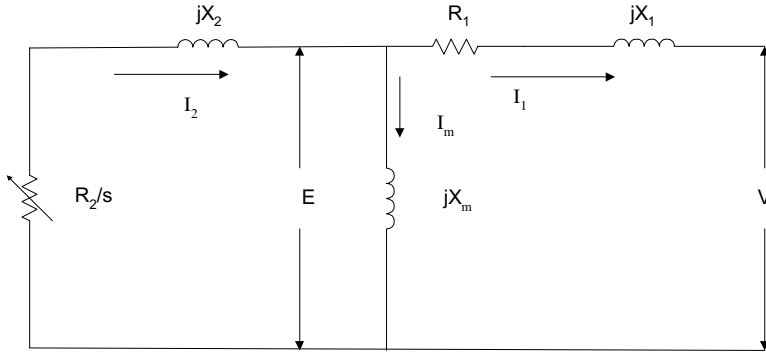 jX₂
R₁
jX₁
I₂
I₁
Iₘ
R₂/s
E
jXₘ
V